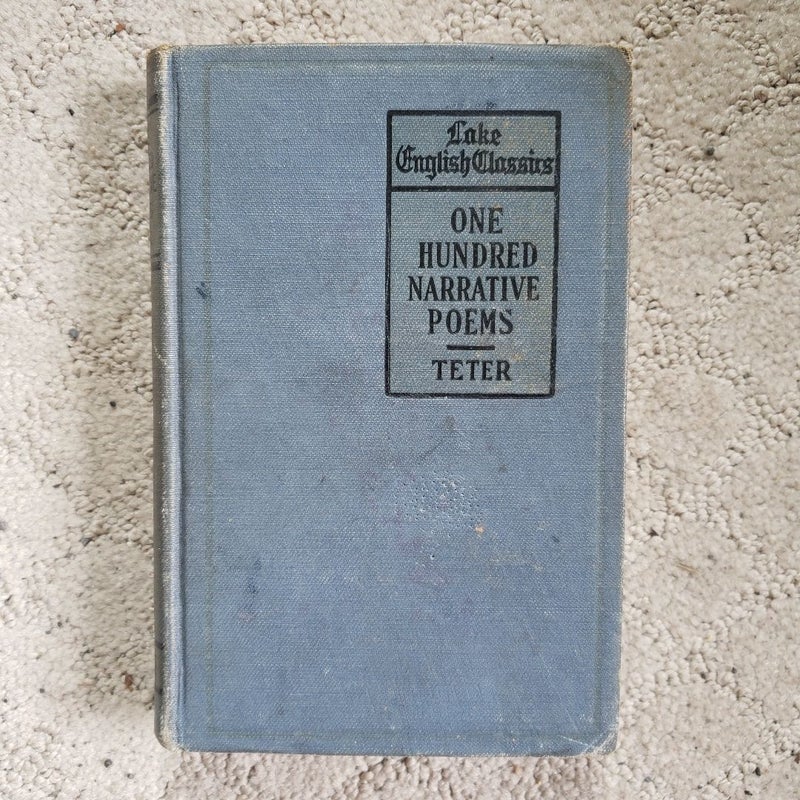 Lake
English Classics
ONE
HUNDRED
NARRATIVE
POEMS
TETER